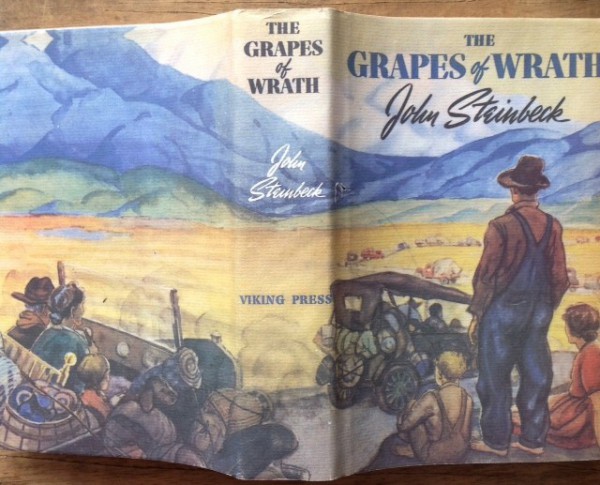 THE
GRAPES
of
WRATH
John
Steinbeck
VIKING PRESS
THE
GRAPES of WRATH
John Steinbeck